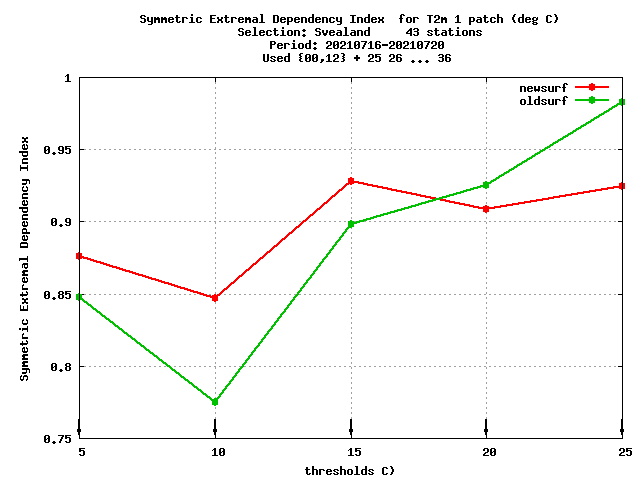 Symmetric Extremal Dependency Index  for T2m 1 patch (deg C)
Selection: Svealand     43 stations
Period: 20210716-20210720
Used {00,12} + 25 26 ... 36
newsurf
oldsurf
Symmetric Extremal Dependency Index
1
0.95
0.9
0.85
0.8
0.75
5 10 15 20 25
thresholds C)